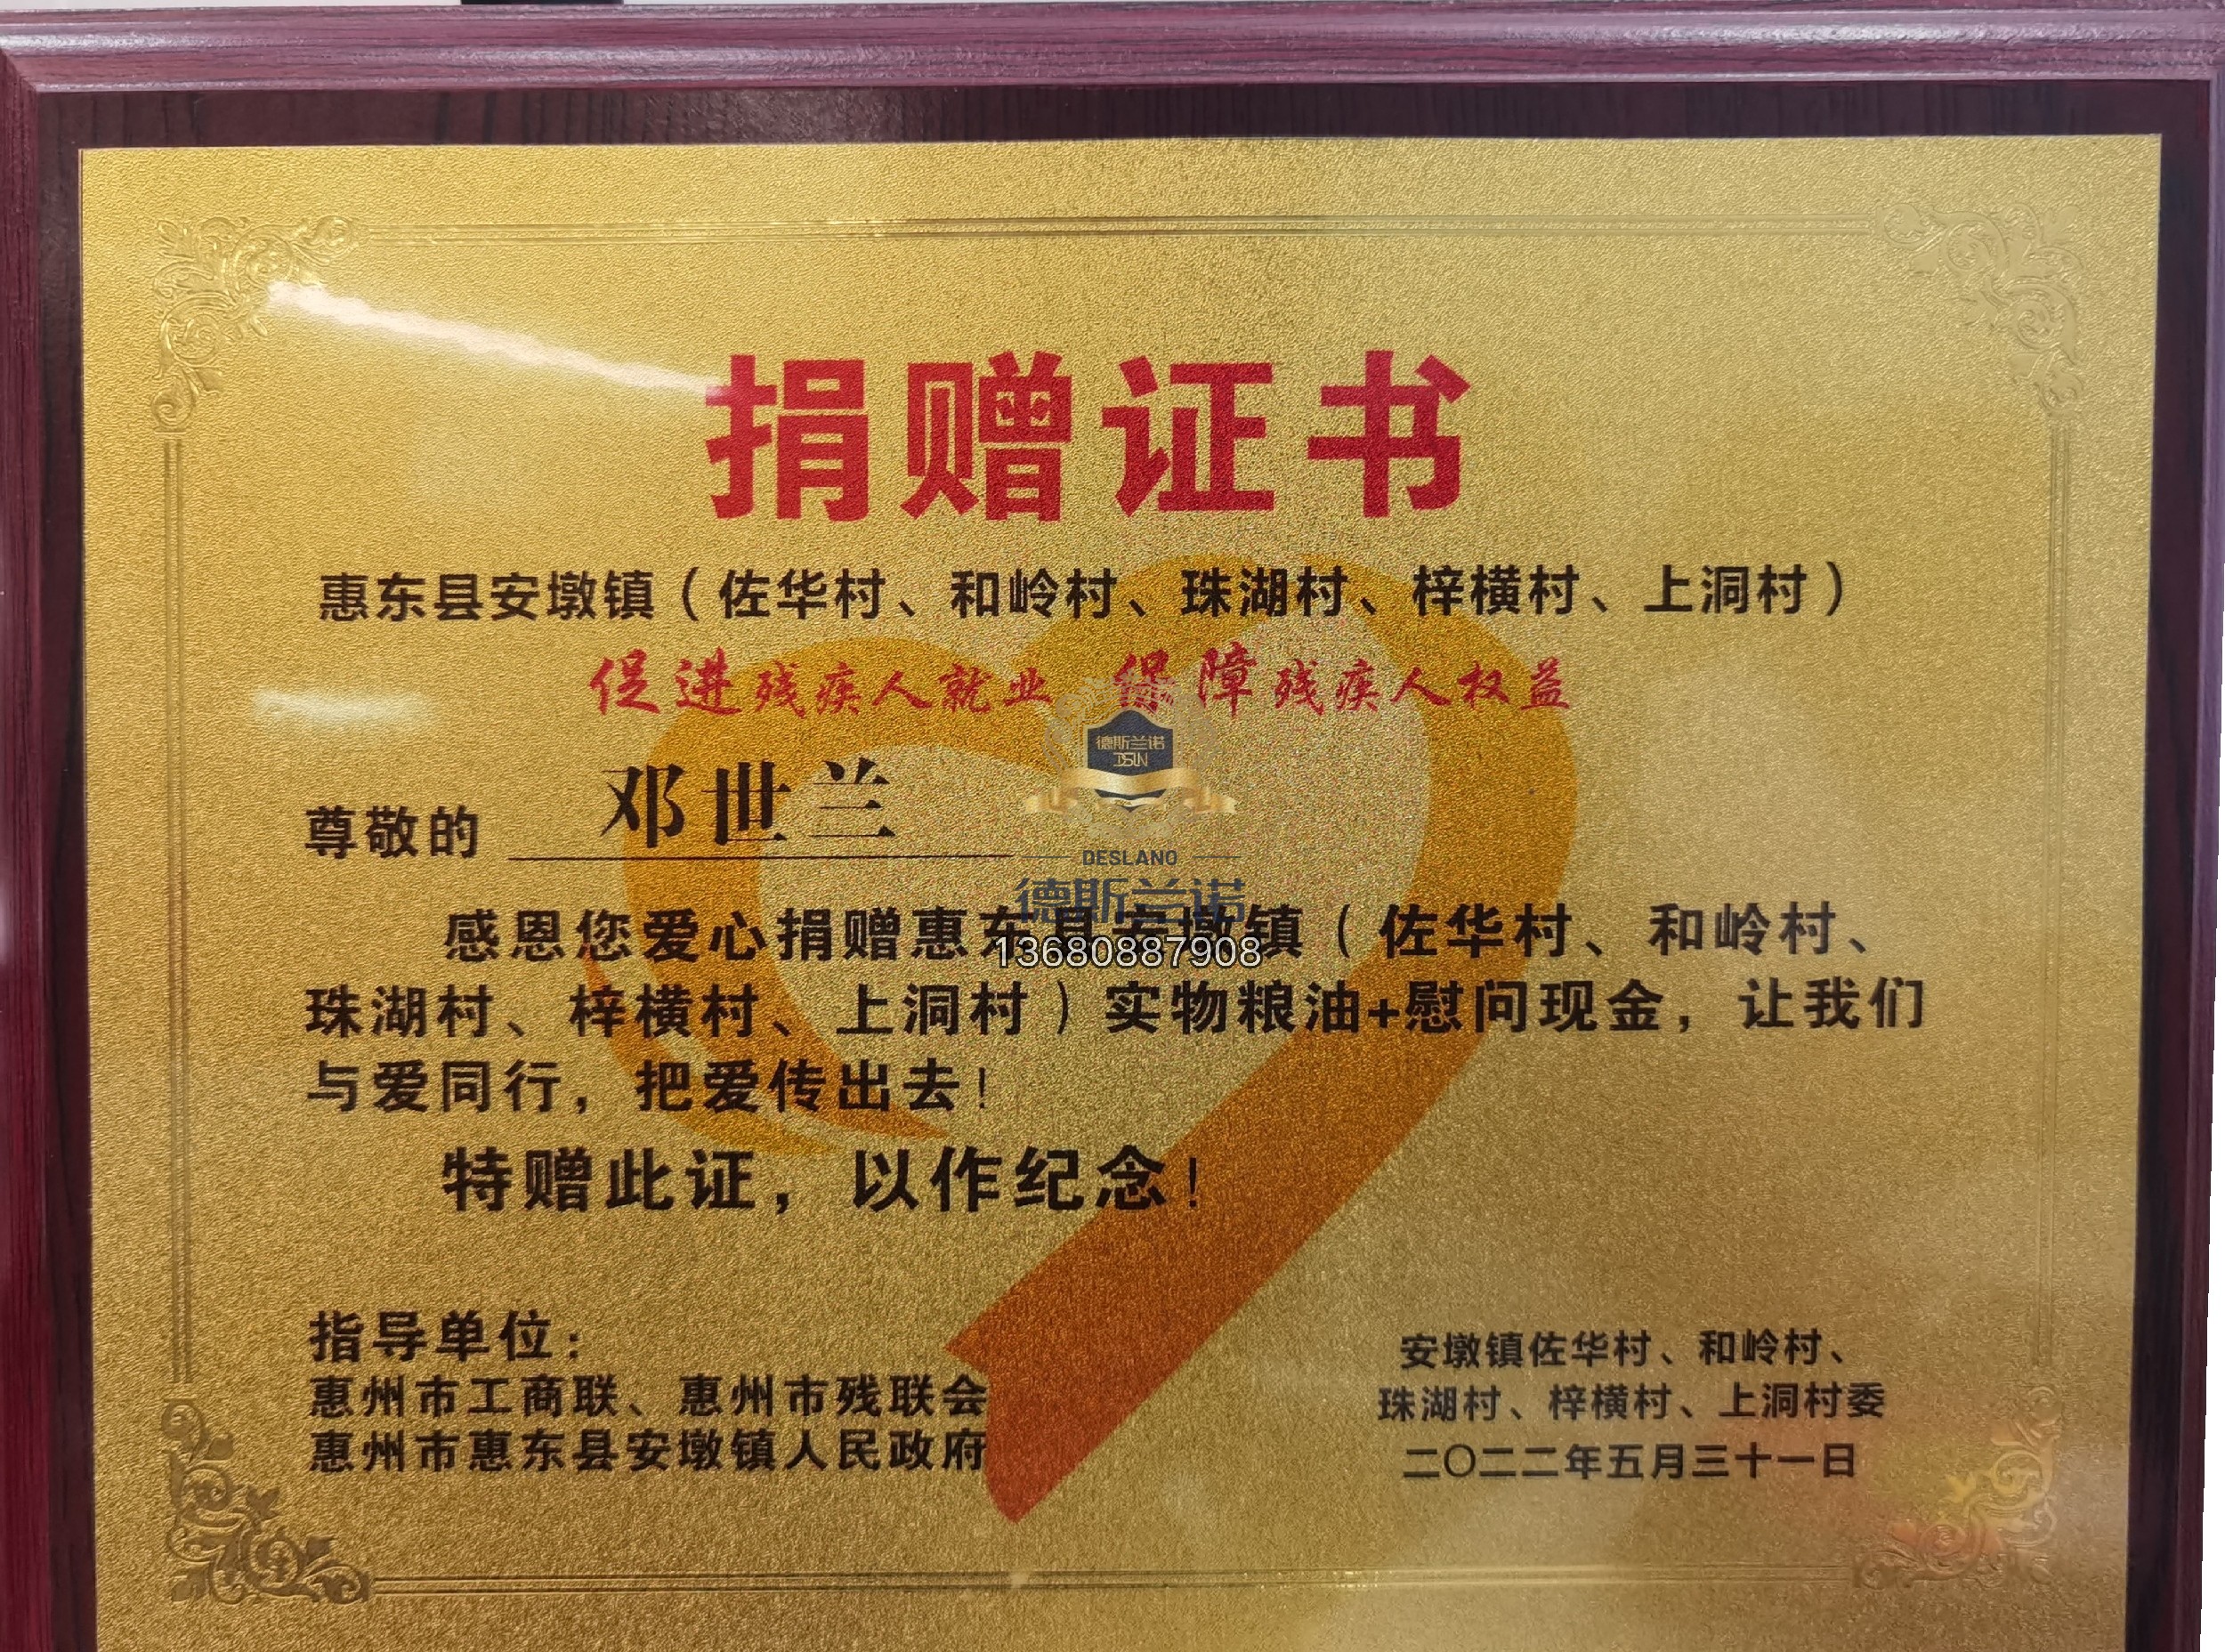 捐赠证书
惠东县安墩镇（佐华村、和岭村、珠湖村、梓横村、上洞村）
促进残疾人就业 保障残疾人权益
尊敬的 邓世兰
德斯兰诺
DSLN
DESLANO
德斯兰诺
13680887908
感恩您爱心捐赠惠东县安墩镇（佐华村、和岭村、
珠湖村、梓横村、上洞村）实物粮油+慰问现金，让我们
与爱同行，把爱传出去！
特赠此证，以作纪念！
指导单位：
惠州市工商联、惠州市残联会
惠州市惠东县安墩镇人民政府
安墩镇佐华村、和岭村、
珠湖村、梓横村、上洞村委
二〇二二年五月三十一日